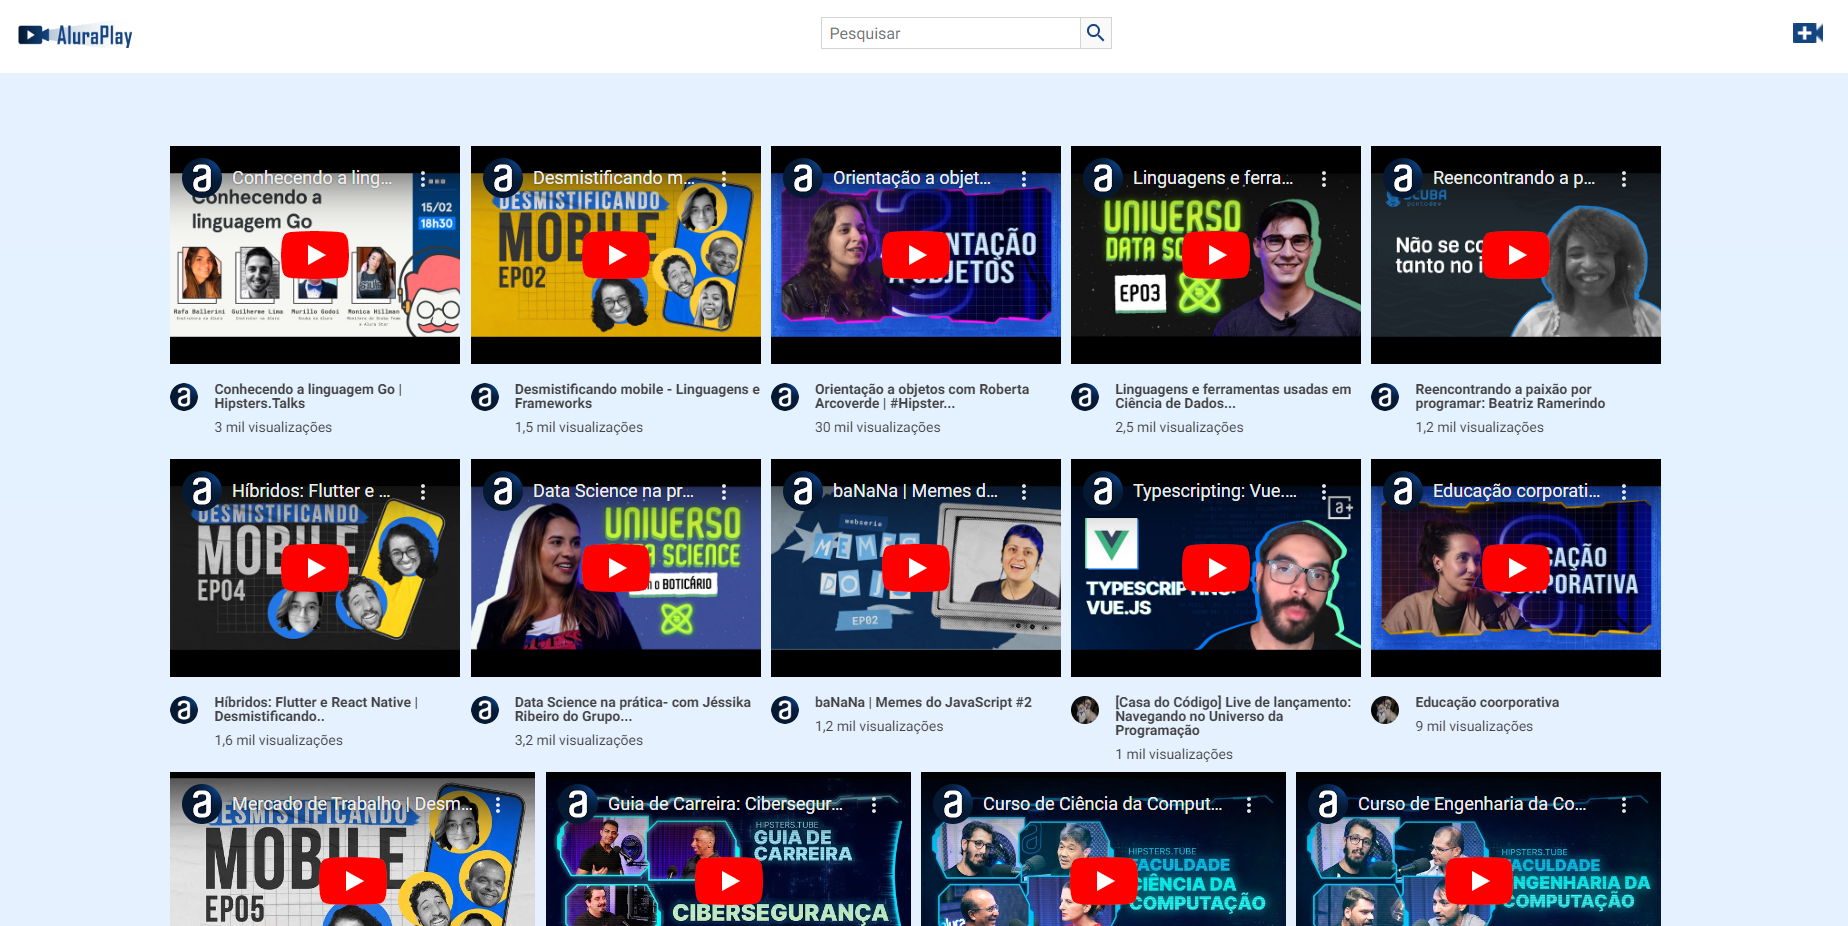 AluraPlay
Pesquisar
Conhecendo a ling...
Conhecendo a
linguagem Go
15/02
18h30
Rafa Ballerini
Guilherme Lima
Murillo Godoi
Monica Hillman
Desmistificando m...
DESMISTIFICANDO
MOBILE
EP02
Orientação a objet...
NTAÇÃO
A OBJETOS
Linguagens e ferra...
UNIVERSO
DATA SC
EP03
Reencontrando a p...
SCUBA
pontodev
Não se co
tanto no i
Conhecendo a linguagem Go |
Hipsters.Talks
3 mil visualizações
Desmistificando mobile - Linguagens e
Frameworks
1,5 mil visualizações
Orientação a objetos com Roberta
Arcoverde | #Hipster...
30 mil visualizações
Linguagens e ferramentas usadas em
Ciência de Dados...
2,5 mil visualizações
Reencontrando a paixão por
programar: Beatriz Ramerindo
1,2 mil visualizações
Híbridos: Flutter e ...
DESMISTIFICANDO
MOBILE
EP04
Data Science na pr...
UNIVERSO
A SCIENCE
O BOTICÁRIO
baNaNa | Memes d...
webserie
MEMES
DO JS
EP02
Typescripting: Vue....
a+
TYPESCRIPTING:
VUE.JS
Educação corporati...
CAÇÃO
CORPORATIVA
Híbridos: Flutter e React Native |
Desmistificando..
1,6 mil visualizações
Data Science na prática- com Jéssika
Ribeiro do Grupo...
3,2 mil visualizações
baNaNa | Memes do JavaScript #2
1,2 mil visualizações
[Casa do Código] Live de lançamento:
Navegando no Universo da
Programação
1 mil visualizações
Educação coorporativa
9 mil visualizações
Mercado de Trabalho | Desm...
DESMISTIFICANDO
MOBILE
EP05
Guia de Carreira: Cibersegur...
HIPSTERS.TUBE
GUIA DE
CARREIRA
CIBERSEGURANÇA
Curso de Ciência da Comput...
HIPSTERS.TUBE
FACULDADE
CIÊNCIA DA
COMPUTAÇÃO
alura
Curso de Engenharia da Co...
HIPSTERS.TUBE
FACULDADE
ENGENHARIA DA
COMPUTAÇÃO